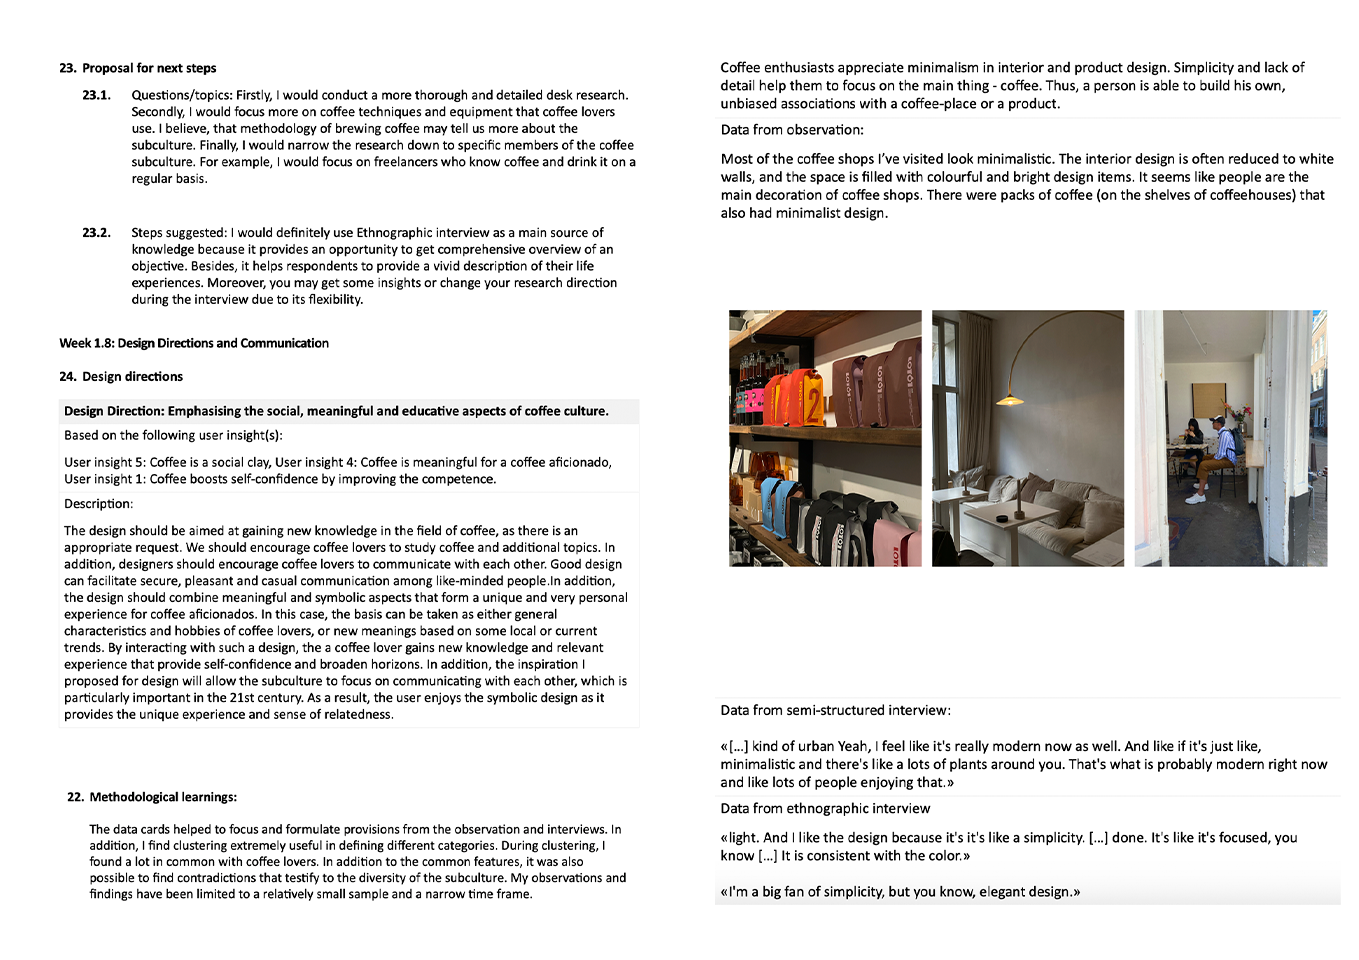 23. Proposal for next steps
23.1. Questions/topics: Firstly, I would conduct a more thorough and detailed desk research.
Secondly, I would focus more on coffee techniques and equipment that coffee lovers
use. I believe, that methodology of brewing coffee may tell us more about the
subculture. Finally, I would narrow the research down to specific members of the coffee
subculture. For example, I would focus on freelancers who know coffee and drink it on a
regular basis.
23.2. Steps suggested: I would definitely use Ethnographic interview as a main source of
knowledge because it provides an opportunity to get comprehensive overview of an
objective. Besides, it helps respondents to provide a vivid description of their life
experiences. Moreover, you may get some insights or change your research direction
during the interview due to its flexibility.
Week 1.8: Design Directions and Communication
24. Design directions
Design Direction: Emphasising the social, meaningful and educative aspects of coffee culture.
Based on the following user insight(s):
User insight 5: Coffee is a social clay, User insight 4: Coffee is meaningful for a coffee aficionado,
User insight 1: Coffee boosts self-confidence by improving the competence.
Description:
The design should be aimed at gaining new knowledge in the field of coffee, as there is an
appropriate request. We should encourage coffee lovers to study coffee and additional topics. In
addition, designers should encourage coffee lovers to communicate with each other. Good design
can facilitate secure, pleasant and casual communication among like-minded people.In addition,
the design should combine meaningful and symbolic aspects that form a unique and very personal
experience for coffee aficionados. In this case, the basis can be taken as either general
characteristics and hobbies of coffee lovers, or new meanings based on some local or current
trends. By interacting with such a design, the a coffee lover gains new knowledge and relevant
experience that provide self-confidence and broaden horizons. In addition, the inspiration I
proposed for design will allow the subculture to focus on communicating with each other, which is
particularly important in the 21st century. As a result, the user enjoys the symbolic design as it
provides the unique experience and sense of relatedness.
22. Methodological learnings:
The data cards helped to focus and formulate provisions from the observation and interviews. In
addition, I find clustering extremely useful in defining different categories. During clustering, I
found a lot in common with coffee lovers. In addition to the common features, it was also
possible to find contradictions that testify to the diversity of the subculture. My observations and
findings have been limited to a relatively small sample and a narrow time frame.
Coffee enthusiasts appreciate minimalism in interior and product design. Simplicity and lack of
detail help them to focus on the main thing - coffee. Thus, a person is able to build his own,
unbiased associations with a coffee-place or a product.
Data from observation:
Most of the coffee shops I've visited look minimalistic. The interior design is often reduced to white
walls, and the space is filled with colourful and bright design items. It seems like people are the
main decoration of coffee shops. There were packs of coffee (on the shelves of coffeehouses) that
also had minimalist design.
2
Data from semi-structured interview:
«[...] kind of urban Yeah, I feel like it's really modern now as well. And like if it's just like,
minimalistic and there's like a lots of plants around you. That's what is probably modern right now
and like lots of people enjoying that.»
Data from ethnographic interview
«light. And I like the design because it's it's like a simplicity. [...] done. It's like it's focused, you
know [...] It is consistent with the color.»
«I'm a big fan of simplicity, but you know, elegant design.»